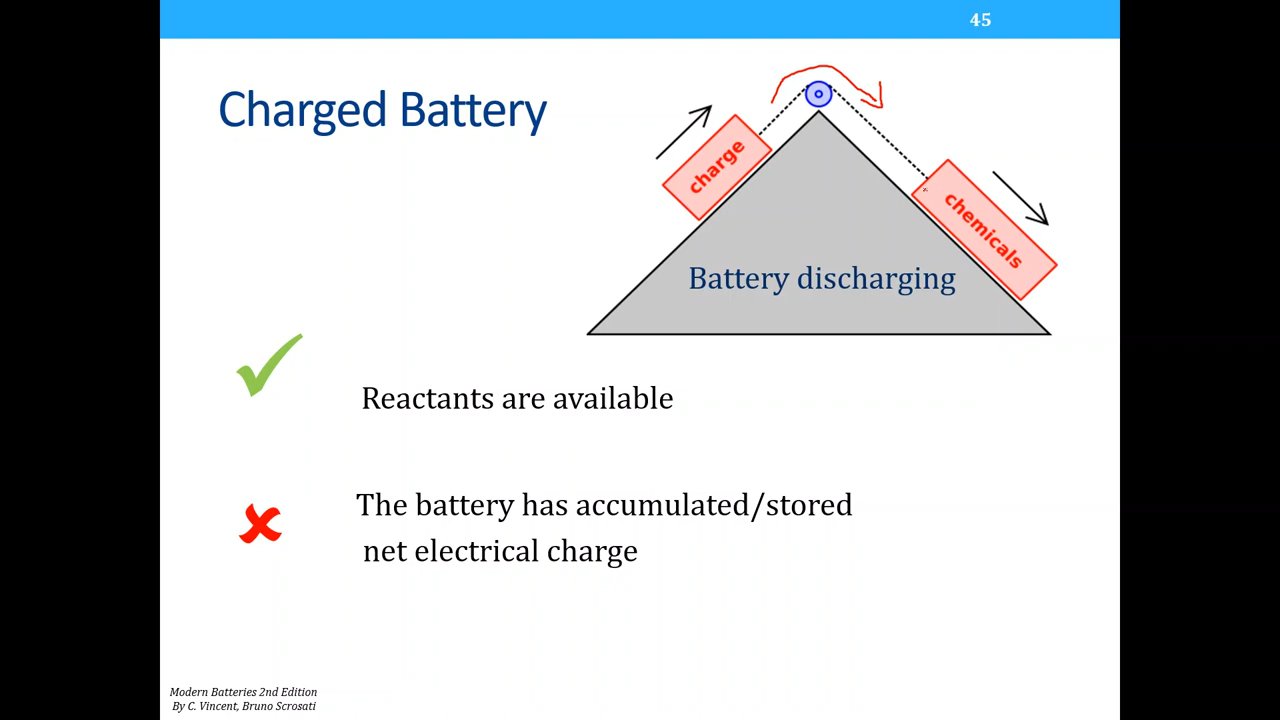 45
Charged Battery
charge
chemicals
Battery discharging
Reactants are available
The battery has accumulated/stored
net electrical charge
Modern Batteries 2nd Edition
By C. Vincent, Bruno Scrosati